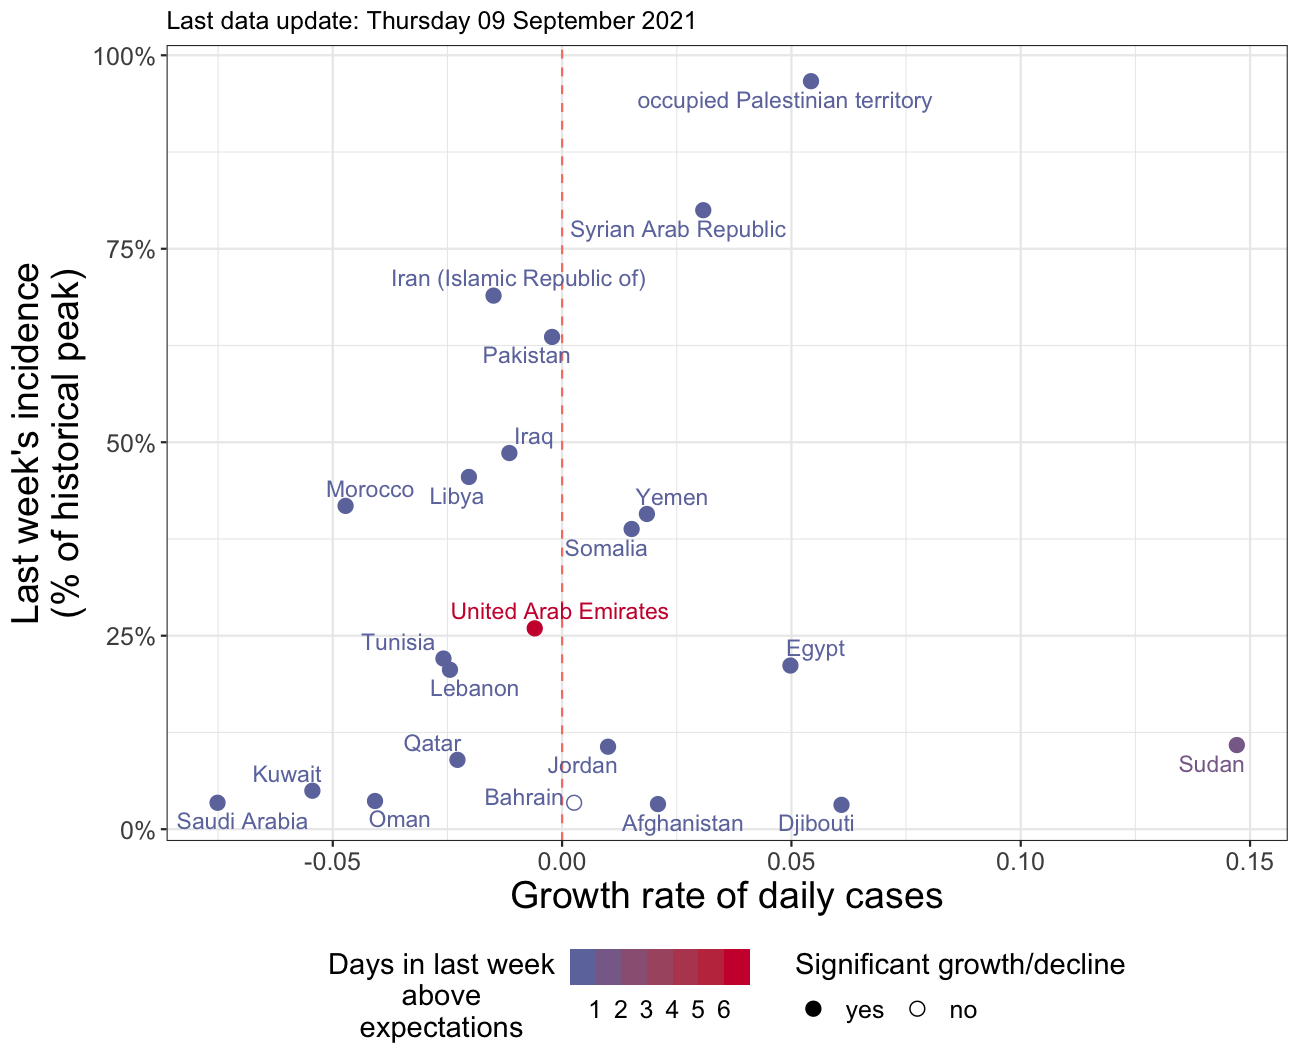 Last data update: Thursday 09 September 2021
100%
75%
50%
25%
0%
Last week's incidence
(% of historical peak)
occupied Palestinian territory
Syrian Arab Republic
Iran (Islamic Republic of)
Pakistan
Iraq
Morocco
Libya
Yemen
Somalia
United Arab Emirates
Tunisia
Egypt
Lebanon
Qatar
Jordan
Sudan
Kuwait
Bahrain
Saudi Arabia
Oman
Afghanistan
Djibouti
-0.05
0.00
0.05
0.10
0.15
Growth rate of daily cases
Days in last week
above
expectations
1 2 3 4 5 6
Significant growth/decline
yes
no